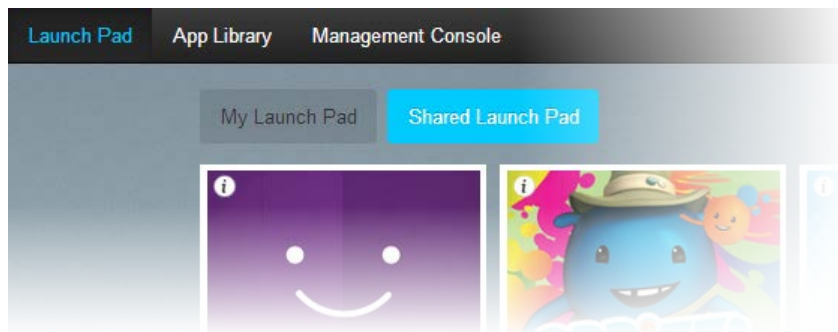 Launch Pad App Library Management Console
My Launch Pad Shared Launch Pad
i i i